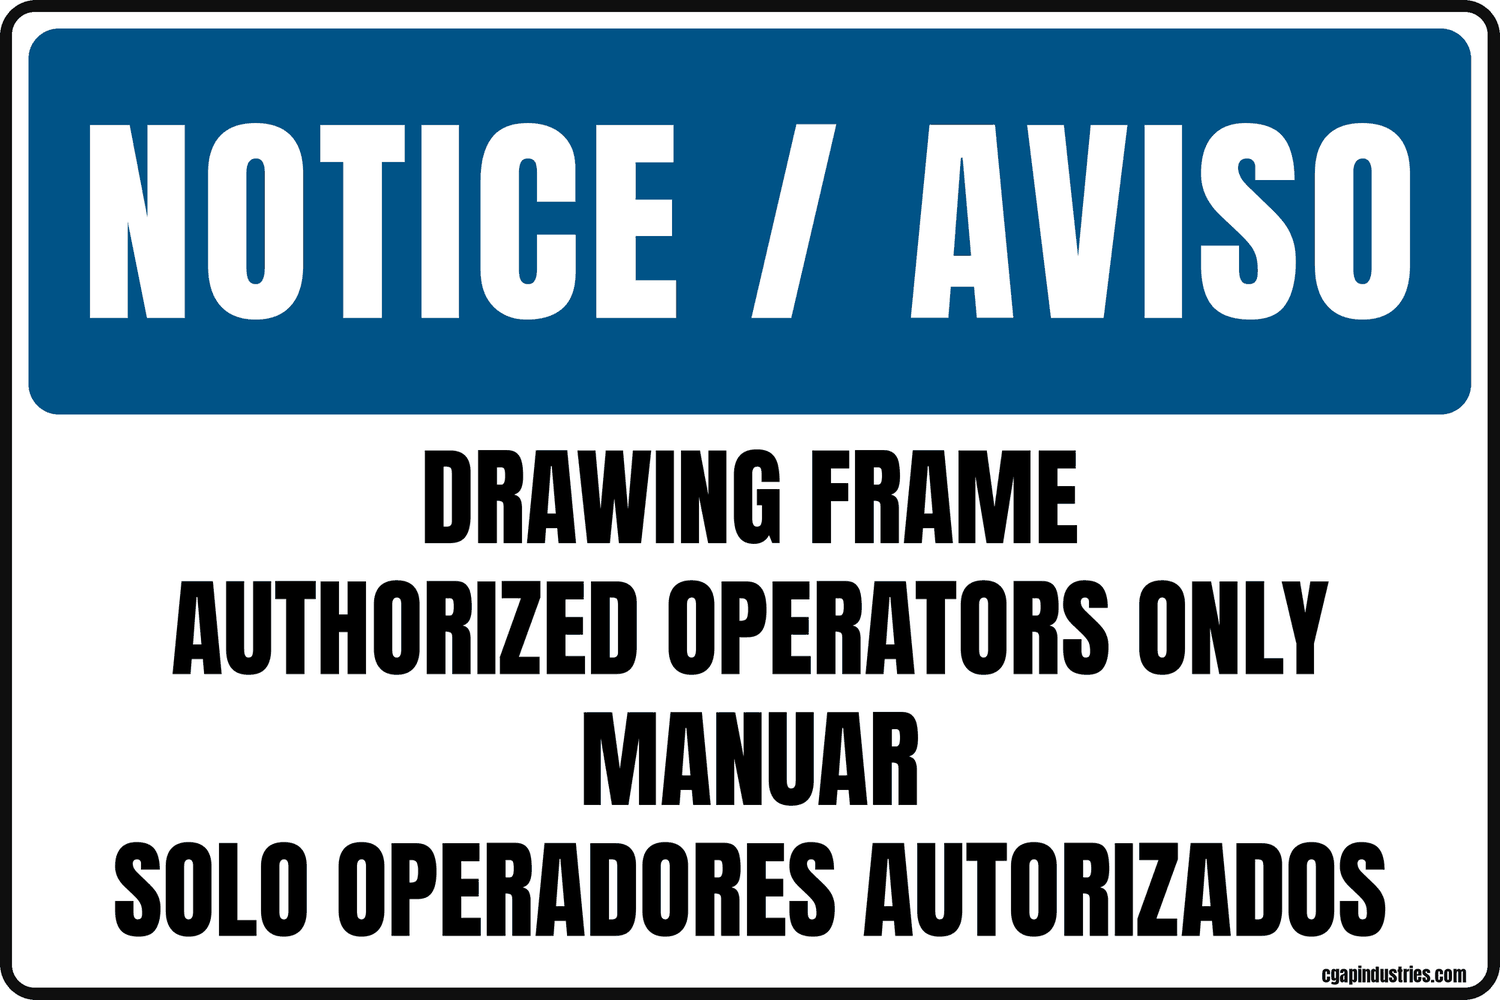 NOTICE / AVISO
DRAWING FRAME
AUTHORIZED OPERATORS ONLY
MANUAR
SOLO OPERADORES AUTORIZADOS
cgapindustries.com